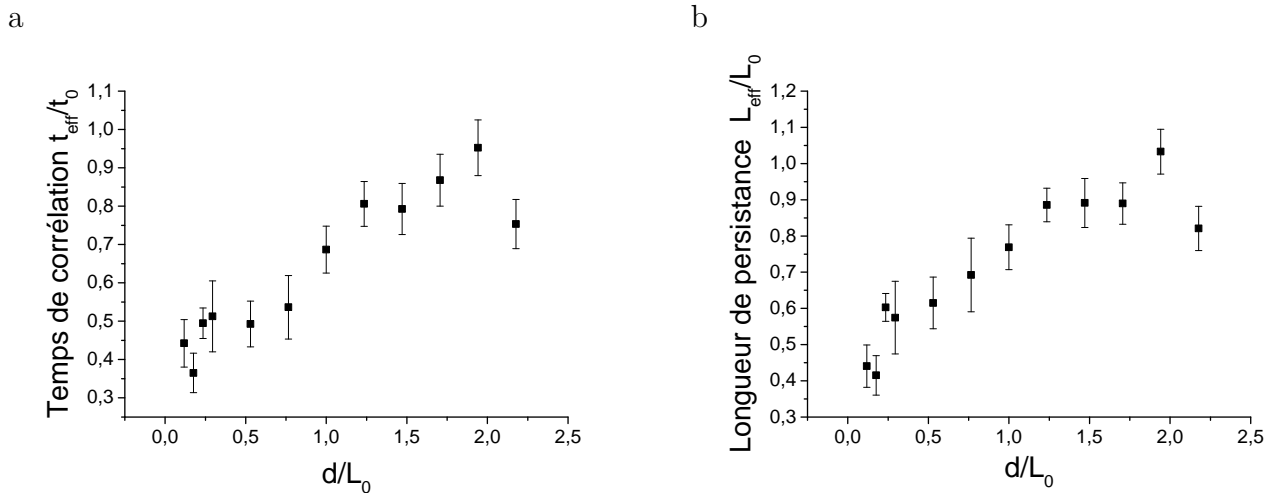 a
Temps de corrélation t_eff/t_0
1,1
1,0
0,9
0,8
0,7
0,6
0,5
0,4
0,3
0,0 0,5 1,0 1,5 2,0 2,5
d/L_0
b
Longueur de persistance L_eff/L_0
1,2
1,1
1,0
0,9
0,8
0,7
0,6
0,5
0,4
0,3
0,0 0,5 1,0 1,5 2,0 2,5
d/L_0